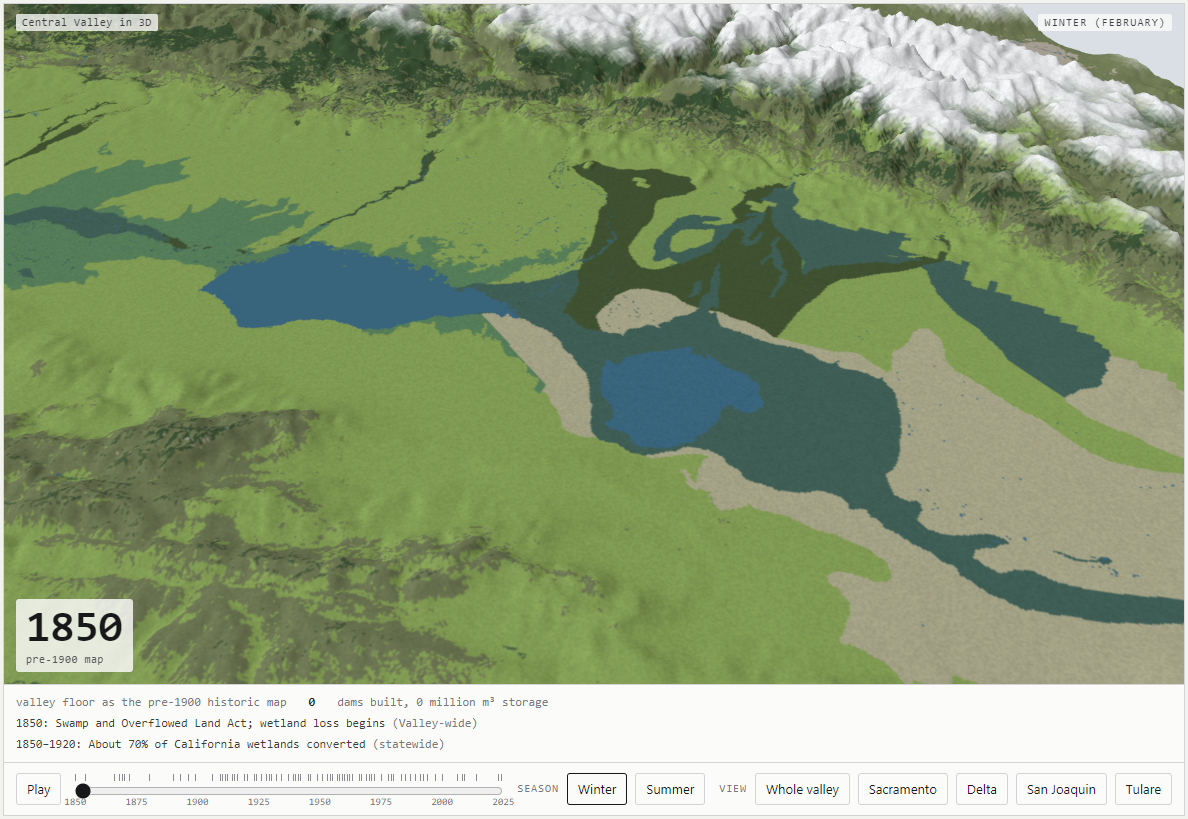 Central Valley in 3D
WINTER (FEBRUARY)
1850
pre-1900 map
valley floor as the pre-1900 historic map 0 dams built, 0 million m³ storage
1850: Swamp and Overflowed Land Act; wetland loss begins (Valley-wide)
1850–1920: About 70% of California wetlands converted (statewide)
Play
1850 1875 1900 1925 1950 1975 2000 2025
SEASON Winter Summer VIEW Whole valley Sacramento Delta San Joaquin Tulare